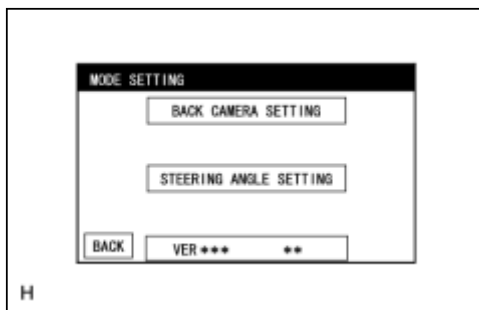 MODE SETTING
BACK CAMERA SETTING
STEERING ANGLE SETTING
BACK VER*** **
H